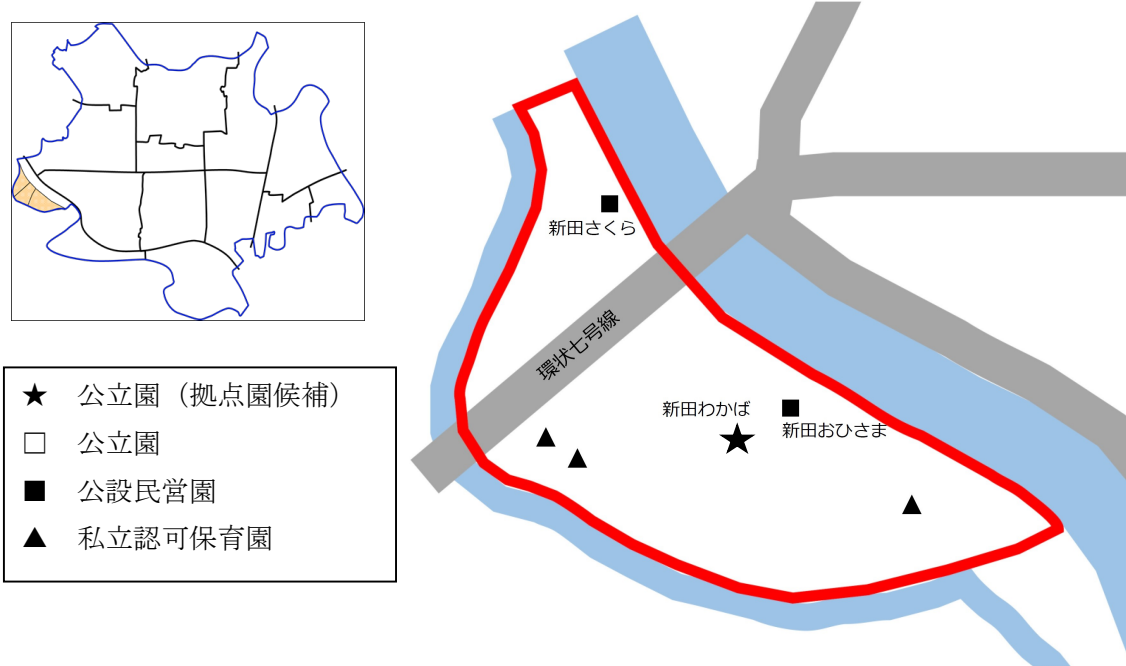 公立園（拠点園候補）
公立園
公設民営園
私立認可保育園
新田さくら
環状七号線
新田わかば
新田おひさま